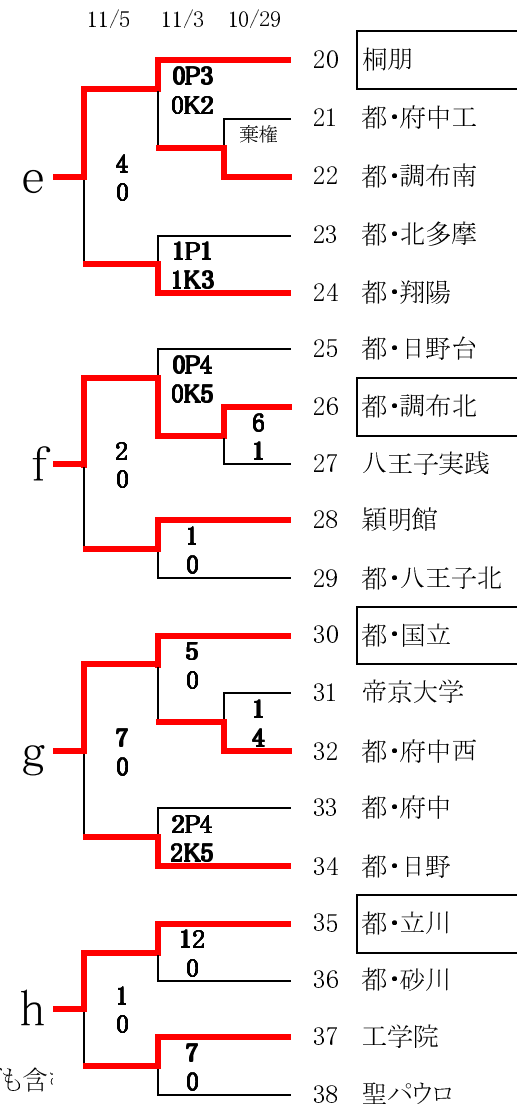 11/5 11/3 10/29
20 桐朋
0P3
0K2
21 都・府中工
棄権
e
4
0
22 都・調布南
23 都・北多摩
1P1
1K3
24 都・翔陽
25 都・日野台
0P4
0K5
26 都・調布北
6
1
f
2
0
27 八王子実践
28 穎明館
1
0
29 都・八王子北
30 都・国立
5
0
31 帝京大学
1
4
g
7
0
32 都・府中西
33 都・府中
2P4
2K5
34 都・日野
35 都・立川
12
0
36 都・砂川
h
1
0
37 工学院
7
0
も含
38 聖パウロ